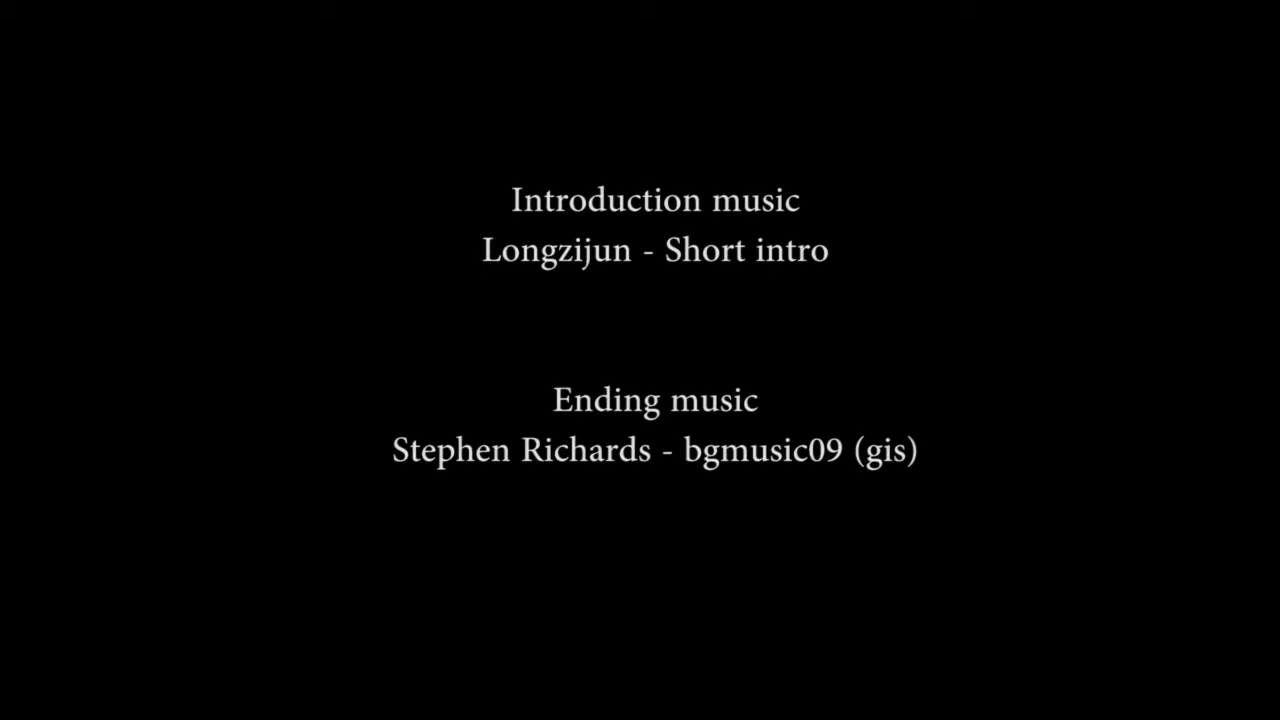 Introduction music
Longzijun - Short intro
Ending music
Stephen Richards - bgmusic09 (gis)